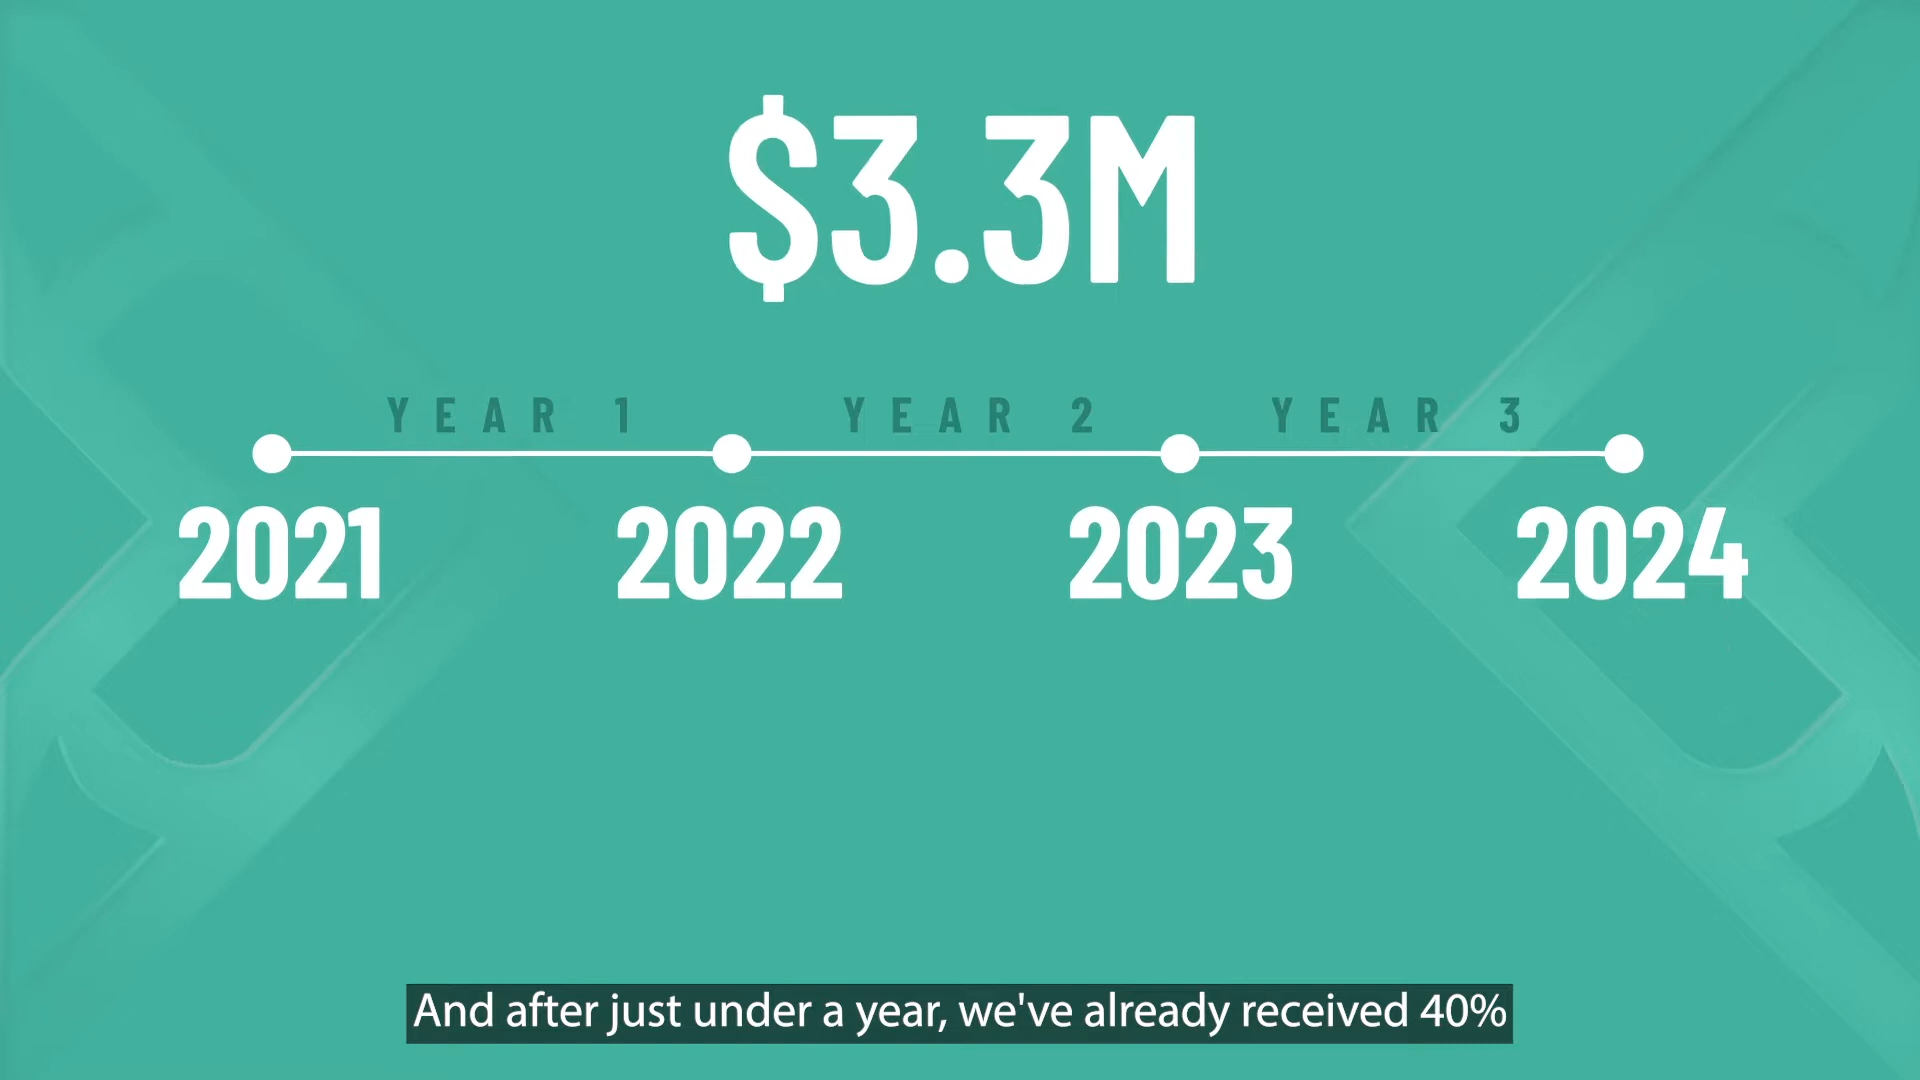 $3.3M
YEAR 1 YEAR 2 YEAR 3
2021 2022 2023 2024
And after just under a year, we've already received 40%